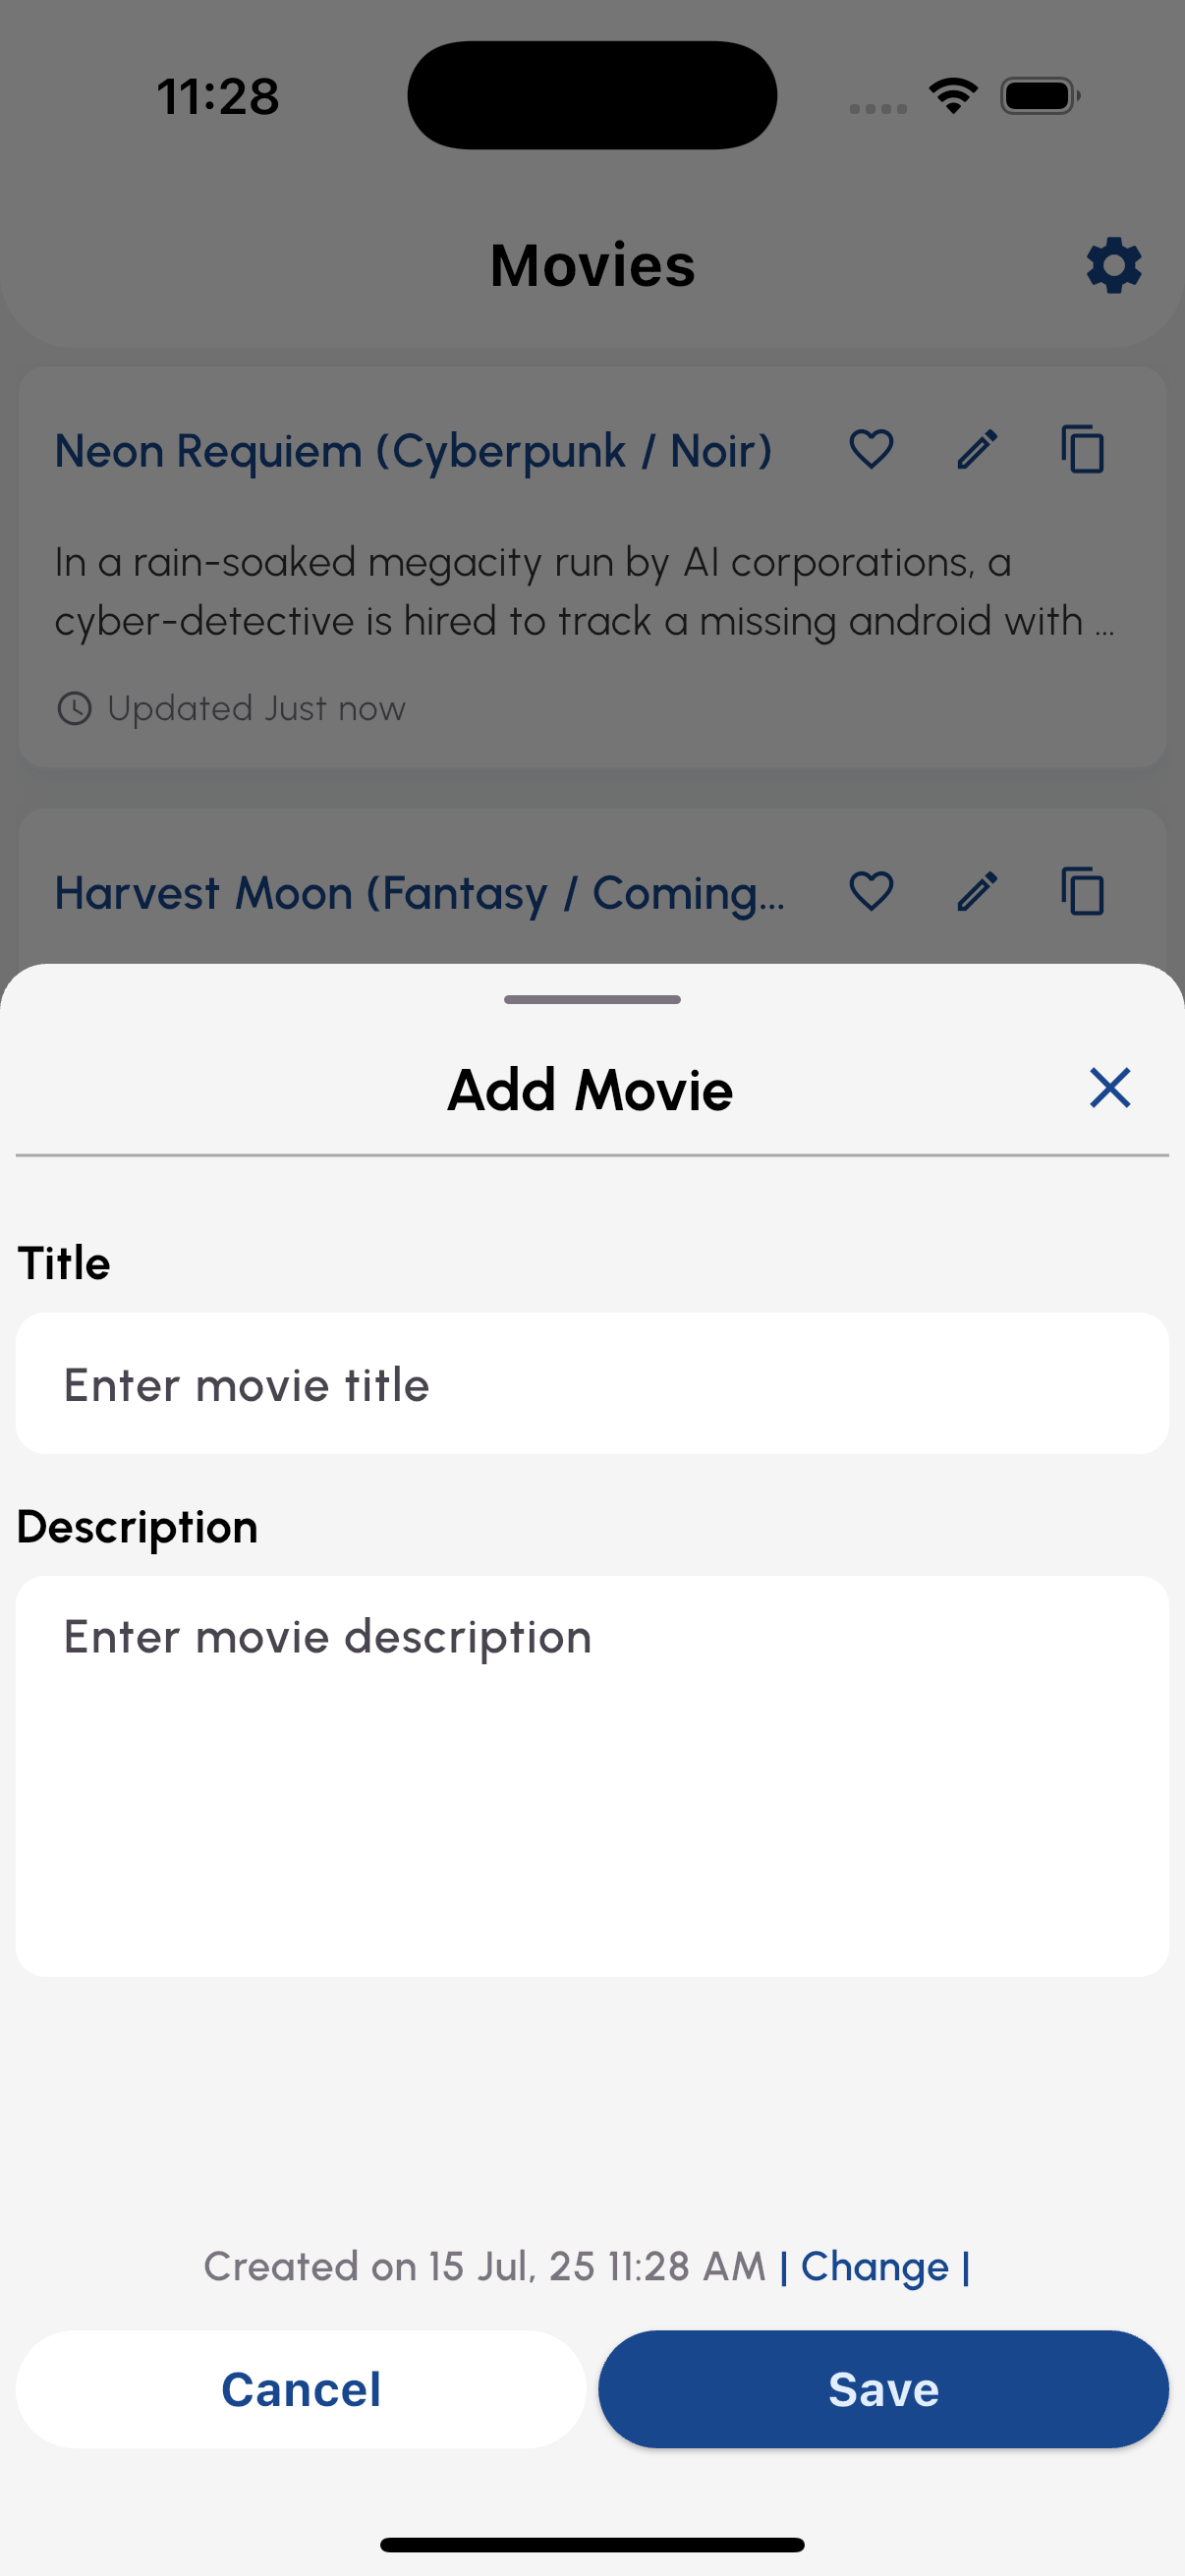 11:28
Movies
Neon Requiem (Cyberpunk / Noir)
In a rain-soaked megacity run by AI corporations, a
cyber-detective is hired to track a missing android with ...
Updated Just now
Harvest Moon (Fantasy / Coming...
Add Movie
Title
Enter movie title
Description
Enter movie description
Created on 15 Jul, 25 11:28 AM | Change |
Cancel
Save